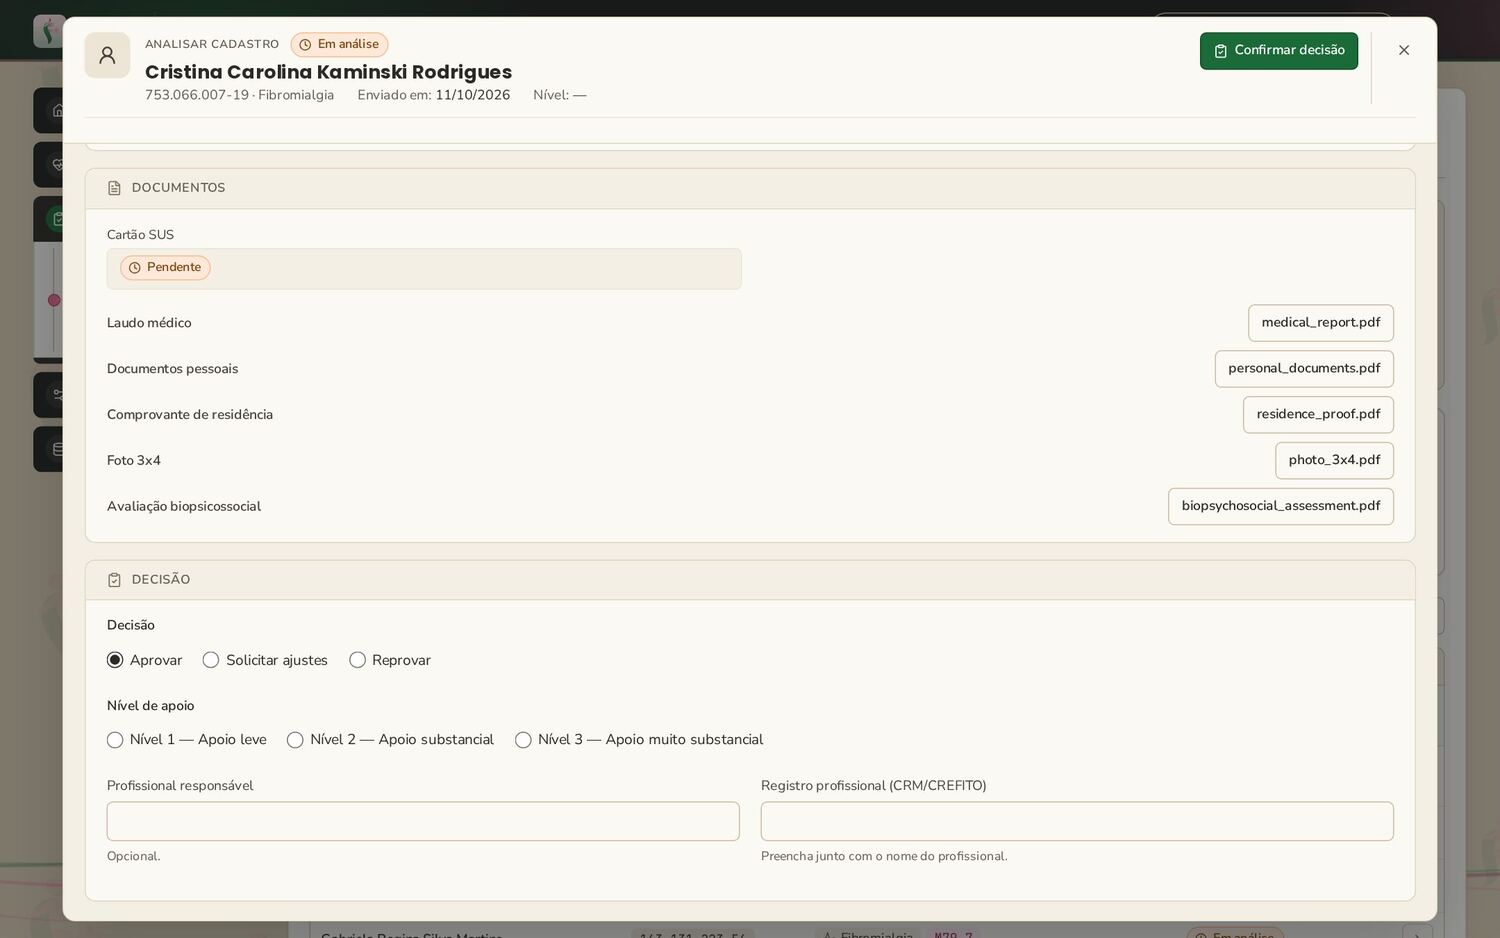 ANALISAR CADASTRO Em análise
Confirmar decisão
Cristina Carolina Kaminski Rodrigues
753.066.007-19 · Fibromialgia Enviado em: 11/10/2026 Nível: —
DOCUMENTOS
Cartão SUS
Pendente
Laudo médico medical_report.pdf
Documentos pessoais personal_documents.pdf
Comprovante de residência residence_proof.pdf
Foto 3x4 photo_3x4.pdf
Avaliação biopsicossocial biopsychosocial_assessment.pdf
DECISÃO
Decisão
Aprovar Solicitar ajustes Reprovar
Nível de apoio
Nível 1 — Apoio leve Nível 2 — Apoio substancial Nível 3 — Apoio muito substancial
Profissional responsável Registro profissional (CRM/CREFITO)
Opcional. Preencha junto com o nome do profissional.
Fibromialgia Em análise